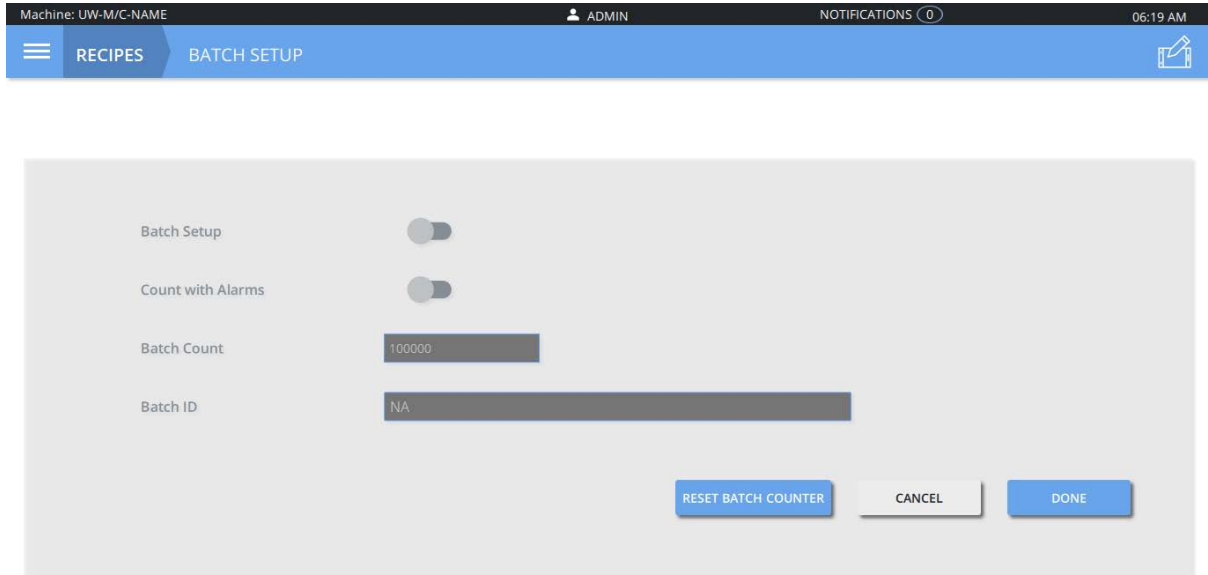 Machine: UW-M/C-NAME ADMIN NOTIFICATIONS 0 06:19 AM
RECIPES BATCH SETUP
Batch Setup
Count with Alarms
Batch Count 100000
Batch ID NA
RESET BATCH COUNTER CANCEL DONE